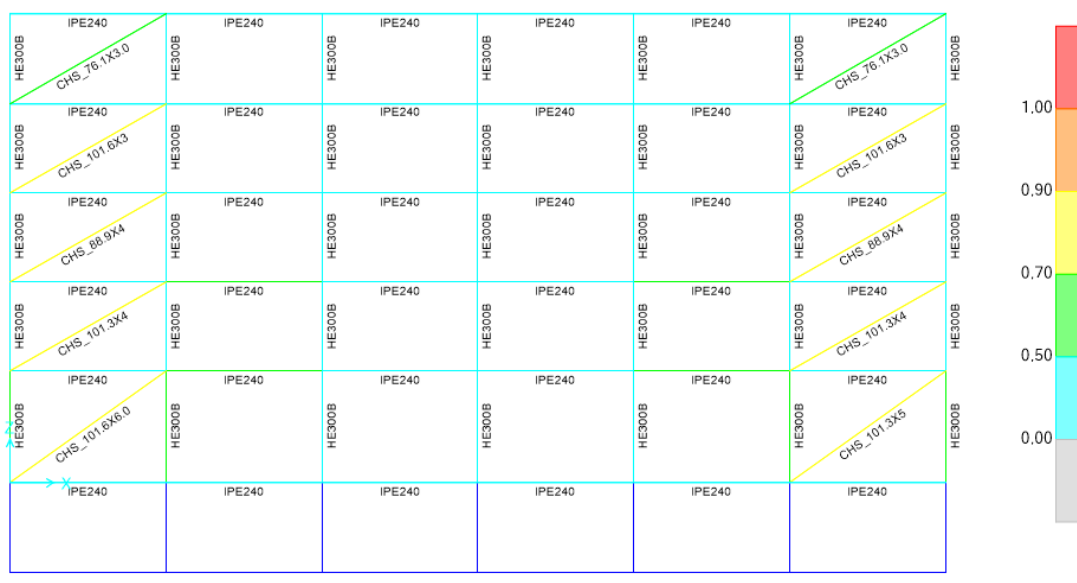 IPE240 IPE240 IPE240 IPE240 IPE240 IPE240
HE300B CHS_76.1X3.0 HE300B HE300B HE300B HE300B CHS_76.1X3.0 HE300B
IPE240 IPE240 IPE240 IPE240 IPE240 IPE240
HE300B CHS_101.6X3 HE300B HE300B HE300B HE300B CHS_101.6X3 HE300B
IPE240 IPE240 IPE240 IPE240 IPE240 IPE240
HE300B CHS_88.9X4 HE300B HE300B HE300B HE300B CHS_88.9X4 HE300B
IPE240 IPE240 IPE240 IPE240 IPE240 IPE240
HE300B CHS_101.3X4 HE300B HE300B HE300B HE300B CHS_101.3X4 HE300B
IPE240 IPE240 IPE240 IPE240 IPE240 IPE240
Z HE300B CHS_101.6X6.0 HE300B HE300B HE300B HE300B CHS_101.3X5 HE300B
X
IPE240 IPE240 IPE240 IPE240 IPE240 IPE240
1.00
0.90
0.70
0.50
0.00